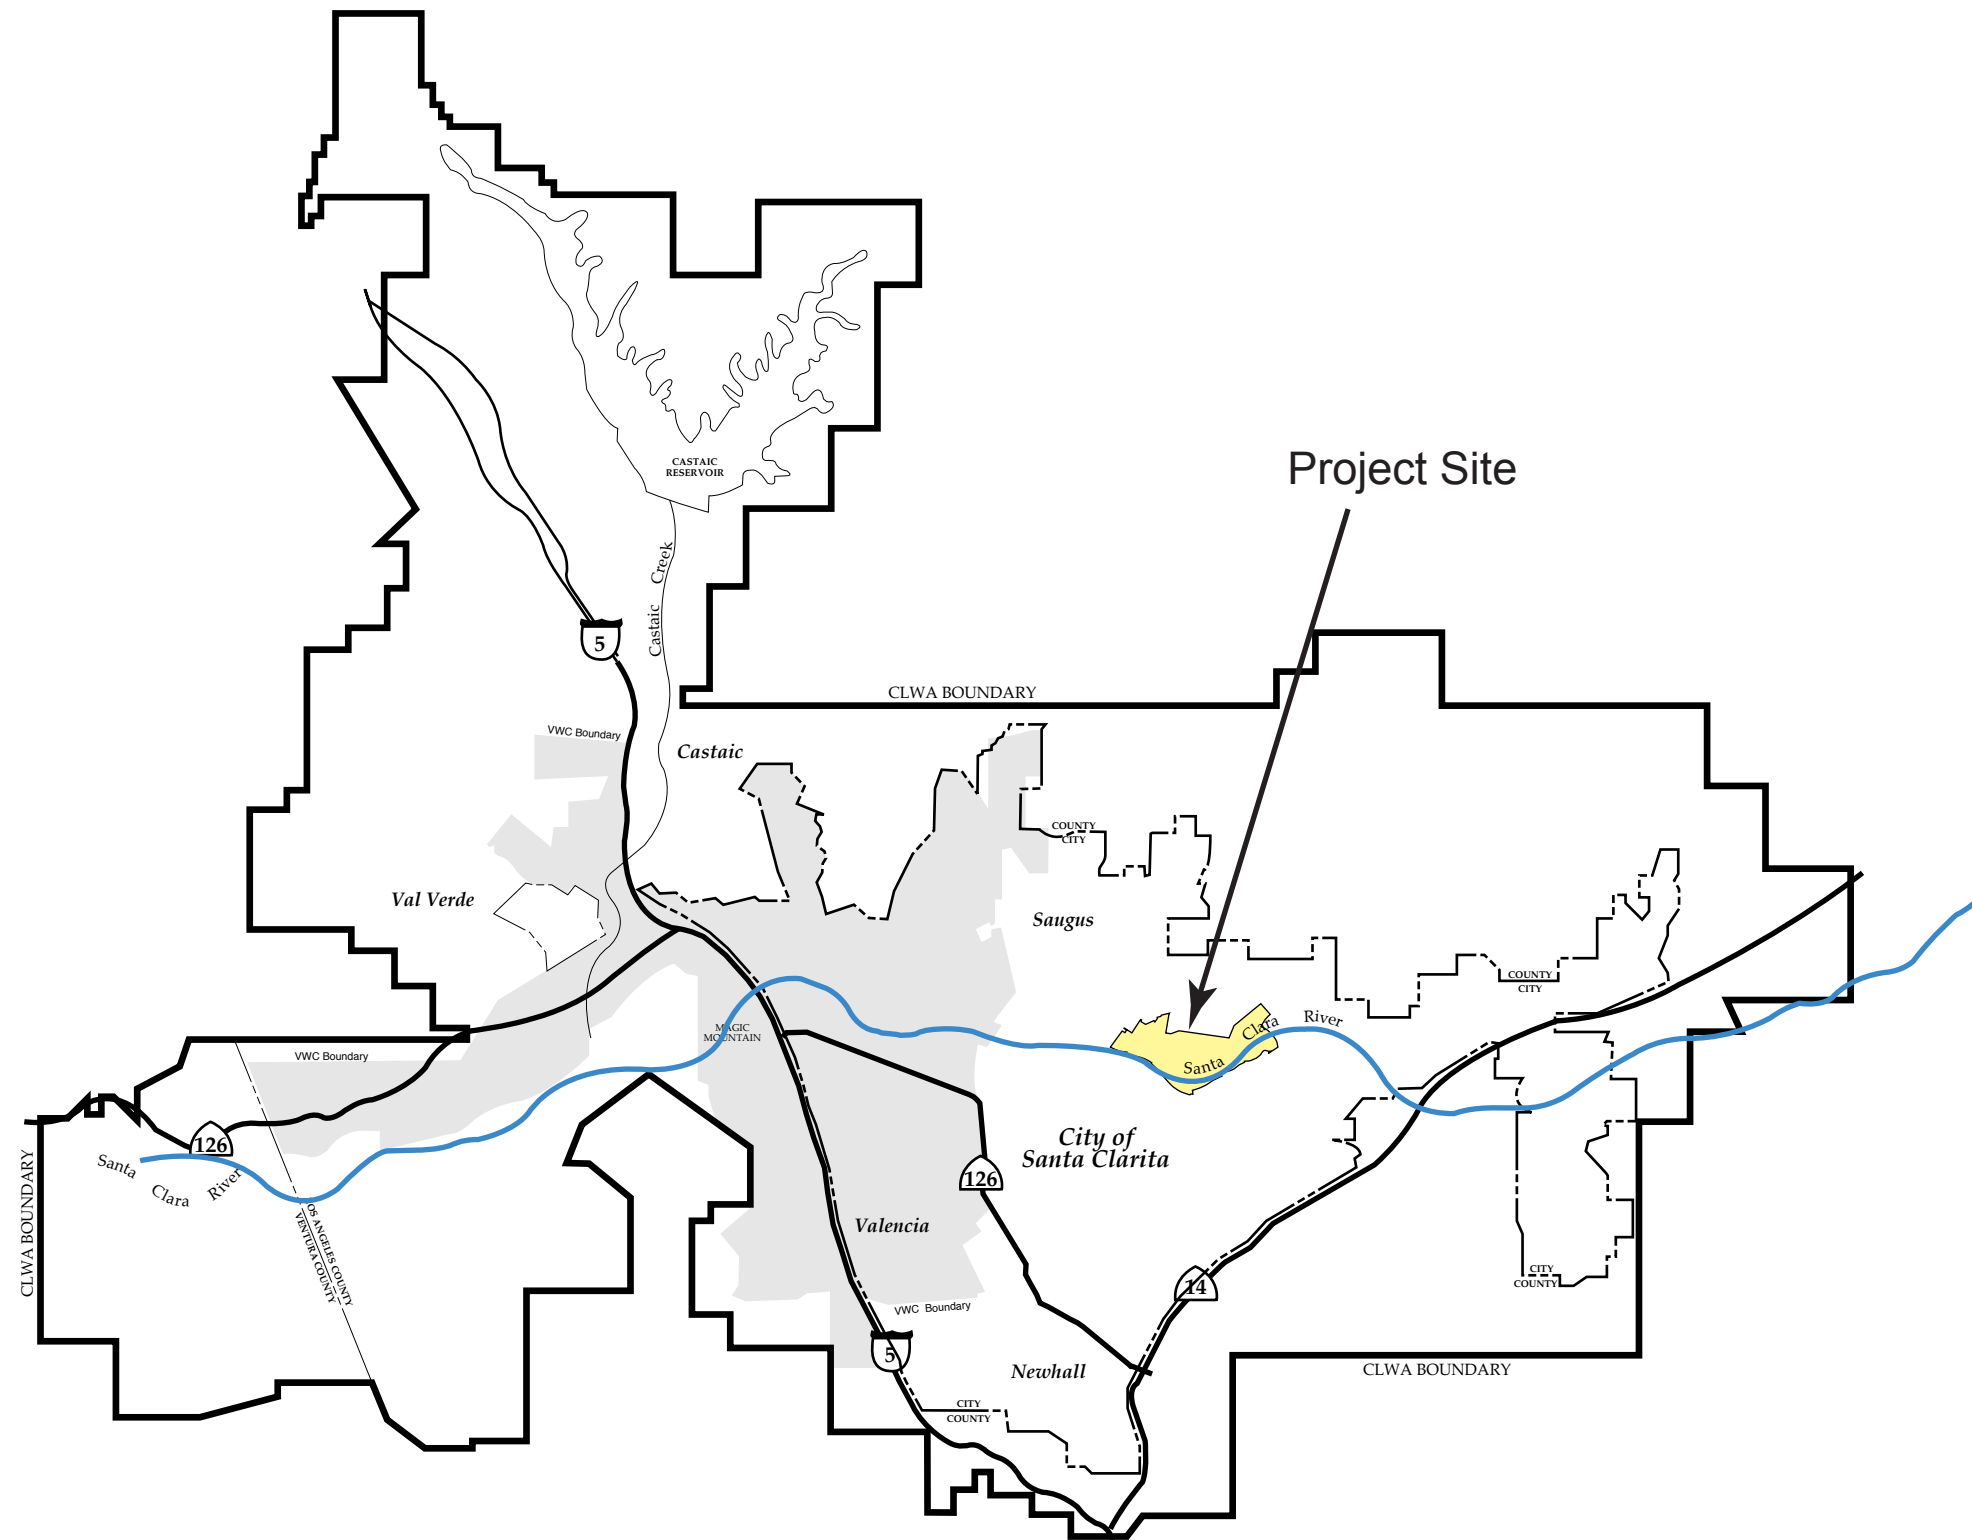 CASTAIC
RESERVOIR
Project Site
Castaic Creek
5
CLWA BOUNDARY
VWC Boundary
Castaic
COUNTY
CITY
Val Verde
Saugus
COUNTY
CITY
MAGIC
MOUNTAIN
Santa Clara River
VWC Boundary
126
Santa Clara River
City of
Santa Clarita
126
CLWA BOUNDARY
OS ANGELES COUNTY
VENTURA COUNTY
Valencia
14
CITY
COUNTY
VWC Boundary
5
Newhall
CLWA BOUNDARY
CITY
COUNTY